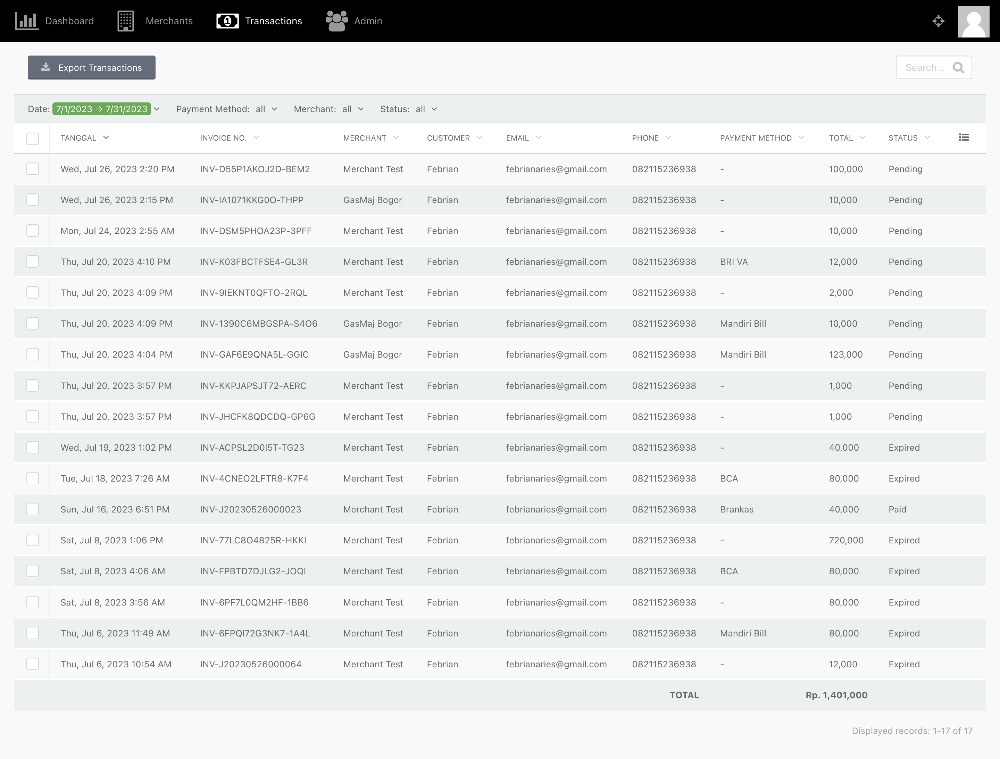 Dashboard Merchants 1 Transactions Admin
Export Transactions Search...
Date: 7/1/2023 → 7/31/2023 Payment Method: all Merchant: all Status: all
TANGGAL INVOICE NO. MERCHANT CUSTOMER EMAIL PHONE PAYMENT METHOD TOTAL STATUS
Wed, Jul 26, 2023 2:20 PM INV-D55P1AKOJ2D-BEM2 Merchant Test Febrian febrianaries@gmail.com 082115236938 - 100,000 Pending
Wed, Jul 26, 2023 2:15 PM INV-IA1071KKG0O-THPP GasMaj Bogor Febrian febrianaries@gmail.com 082115236938 - 10,000 Pending
Mon, Jul 24, 2023 2:55 AM INV-DSM5PHOA23P-3PFF Merchant Test Febrian febrianaries@gmail.com 082115236938 - 10,000 Pending
Thu, Jul 20, 2023 4:10 PM INV-K03FBCTFSE4-GL3R Merchant Test Febrian febrianaries@gmail.com 082115236938 BRI VA 12,000 Pending
Thu, Jul 20, 2023 4:09 PM INV-9IEKNT0QFTO-2RQL Merchant Test Febrian febrianaries@gmail.com 082115236938 - 2,000 Pending
Thu, Jul 20, 2023 4:09 PM INV-1390C6MBGSPA-S4O6 GasMaj Bogor Febrian febrianaries@gmail.com 082115236938 Mandiri Bill 10,000 Pending
Thu, Jul 20, 2023 4:04 PM INV-GAF6E9QNA5L-GGIC GasMaj Bogor Febrian febrianaries@gmail.com 082115236938 Mandiri Bill 123,000 Pending
Thu, Jul 20, 2023 3:57 PM INV-KKPJAPSJT72-AERC Merchant Test Febrian febrianaries@gmail.com 082115236938 - 1,000 Pending
Thu, Jul 20, 2023 3:57 PM INV-JHCFK8QDCDQ-GP6G Merchant Test Febrian febrianaries@gmail.com 082115236938 - 1,000 Pending
Wed, Jul 19, 2023 1:02 PM INV-ACPSL2D0I5T-TG23 Merchant Test Febrian febrianaries@gmail.com 082115236938 - 40,000 Expired
Tue, Jul 18, 2023 7:26 AM INV-4CNEO2LFTR8-K7F4 Merchant Test Febrian febrianaries@gmail.com 082115236938 BCA 80,000 Expired
Sun, Jul 16, 2023 6:51 PM INV-J20230526000023 Merchant Test Febrian febrianaries@gmail.com 082115236938 Brankas 40,000 Paid
Sat, Jul 8, 2023 1:06 PM INV-77LC8O4825R-HKKI Merchant Test Febrian febrianaries@gmail.com 082115236938 - 720,000 Expired
Sat, Jul 8, 2023 4:06 AM INV-FPBTD7DJLG2-JOQI Merchant Test Febrian febrianaries@gmail.com 082115236938 BCA 80,000 Expired
Sat, Jul 8, 2023 3:56 AM INV-6PF7L0QM2HF-1BB6 Merchant Test Febrian febrianaries@gmail.com 082115236938 - 80,000 Expired
Thu, Jul 6, 2023 11:49 AM INV-6FPQI72G3NK7-1A4L Merchant Test Febrian febrianaries@gmail.com 082115236938 Mandiri Bill 80,000 Expired
Thu, Jul 6, 2023 10:54 AM INV-J20230526000064 Merchant Test Febrian febrianaries@gmail.com 082115236938 - 12,000 Expired
TOTAL Rp. 1,401,000
Displayed records: 1-17 of 17